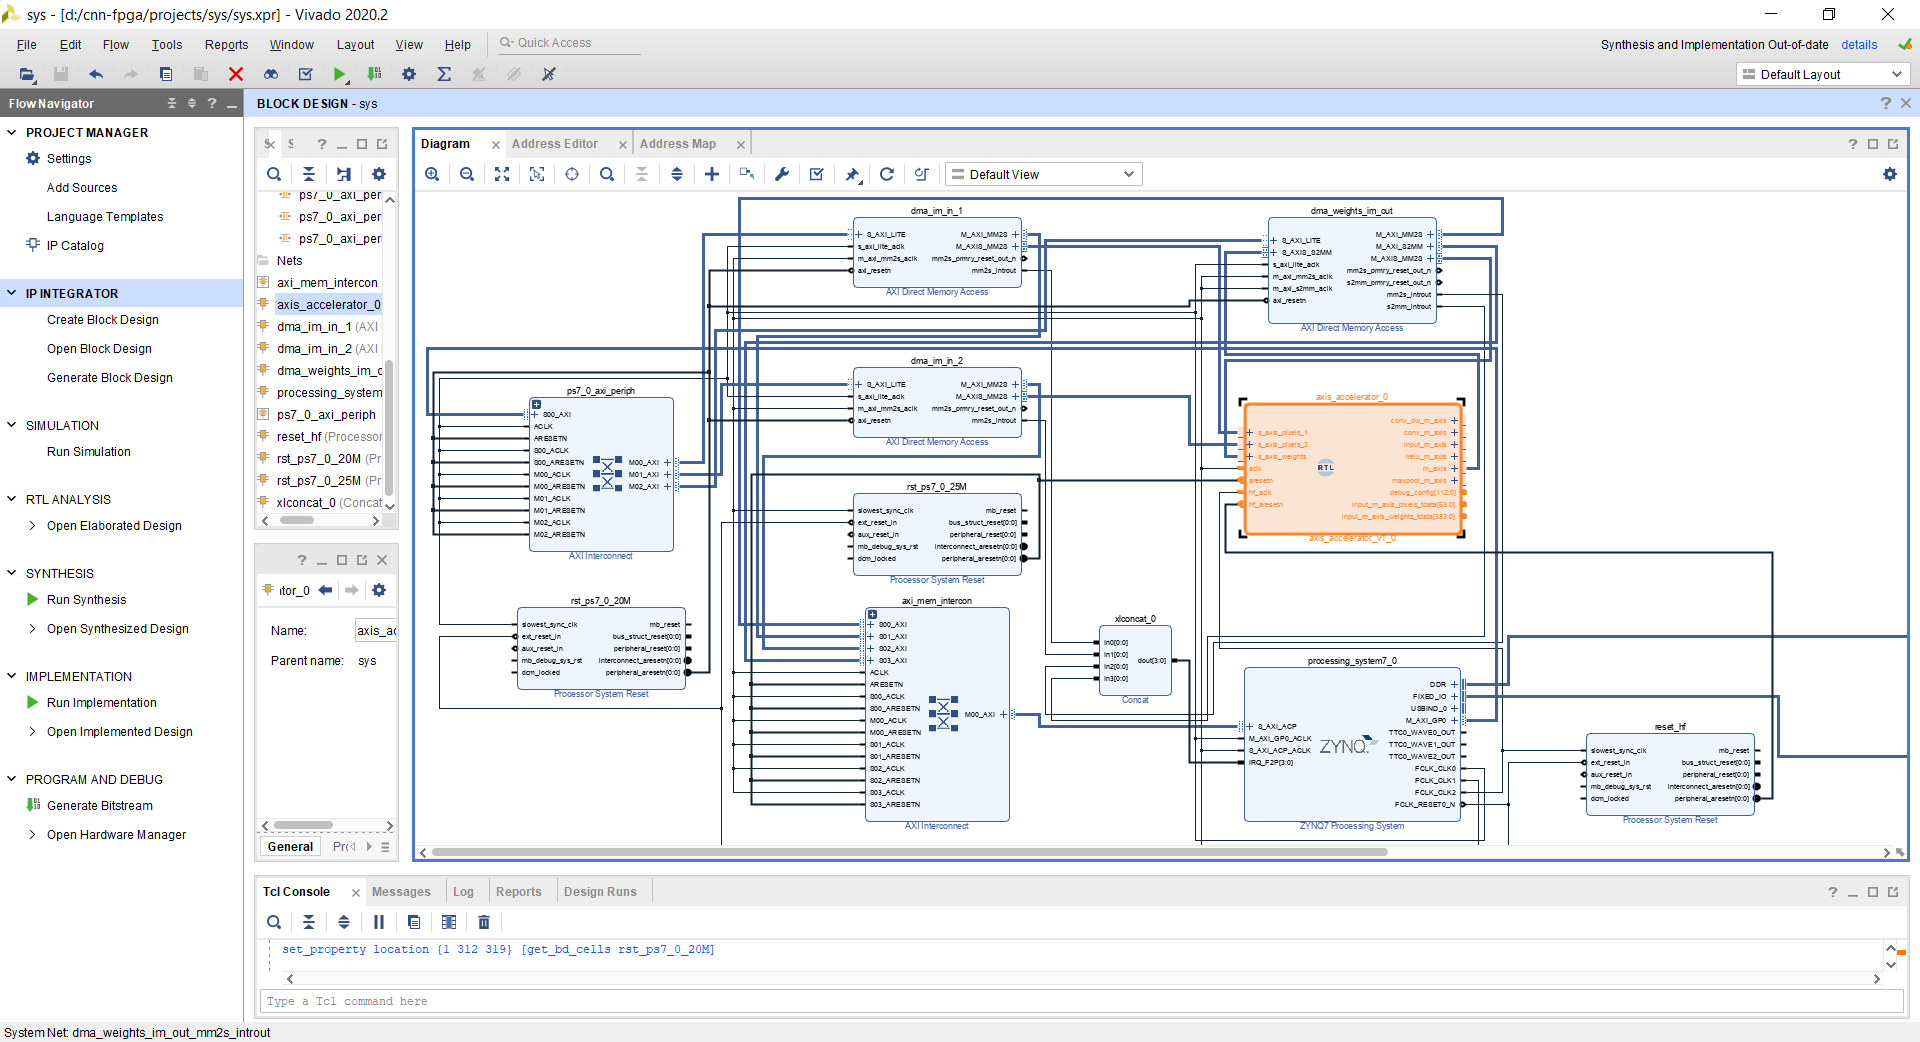 sys - [d:/cnn-fpga/projects/sys/sys.xpr] - Vivado 2020.2
File Edit Flow Tools Reports Window Layout View Help Quick Access
Synthesis and Implementation Out-of-date details
Default Layout
Flow Navigator
PROJECT MANAGER
Settings
Add Sources
Language Templates
IP Catalog
IP INTEGRATOR
Create Block Design
Open Block Design
Generate Block Design
SIMULATION
Run Simulation
RTL ANALYSIS
Open Elaborated Design
SYNTHESIS
Run Synthesis
Open Synthesized Design
IMPLEMENTATION
Run Implementation
Open Implemented Design
PROGRAM AND DEBUG
Generate Bitstream
Open Hardware Manager
BLOCK DESIGN - sys
ps7_0_axi_per
ps7_0_axi_per
ps7_0_axi_per
Nets
axi_mem_intercon
axis_accelerator_0
dma_im_in_1 (AXI
dma_im_in_2 (AXI
dma_weights_im_o
processing_system
ps7_0_axi_periph
reset_hf (Processor
rst_ps7_0_20M (Pr
rst_ps7_0_25M (Pr
xlconcat_0 (Concat
tor_0
Name: axis_ac
Parent name: sys
General
Diagram
Address Editor
Address Map
Default View
dma_im_in_1
S_AXI_LITE
s_axi_lite_aclk
m_axi_mm2s_aclk
axi_resetn
M_AXI_MM2S
M_AXIS_MM2S
mm2s_prmry_reset_out_n
mm2s_introut
AXI Direct Memory Access
dma_weights_im_out
S_AXI_LITE
S_AXIS_S2MM
s_axi_lite_aclk
m_axi_mm2s_aclk
m_axi_s2mm_aclk
axi_resetn
M_AXI_MM2S
M_AXI_S2MM
M_AXIS_MM2S
mm2s_prmry_reset_out_n
s2mm_prmry_reset_out_n
mm2s_introut
s2mm_introut
AXI Direct Memory Access
dma_im_in_2
S_AXI_LITE
s_axi_lite_aclk
m_axi_mm2s_aclk
axi_resetn
M_AXI_MM2S
M_AXIS_MM2S
mm2s_prmry_reset_out_n
mm2s_introut
AXI Direct Memory Access
ps7_0_axi_periph
S00_AXI
ACLK
ARESETN
S00_ACLK
S00_ARESETN
M00_ACLK
M00_ARESETN
M01_ACLK
M01_ARESETN
M02_ACLK
M02_ARESETN
M00_AXI
M01_AXI
M02_AXI
AXI Interconnect
axis_accelerator_0
s_axis_pixels_1
s_axis_pixels_2
s_axis_weights
aclk
aresetn
hf_aclk
hf_aresetn
RTL
conv_dw_m_axis
conv_m_axis
input_m_axis
lrelu_m_axis
m_axis
maxpool_m_axis
debug_config[112:0]
input_m_axis_pixels_tdata[63:0]
input_m_axis_weights_tdata[383:0]
axis_accelerator_v1_0
rst_ps7_0_25M
slowest_sync_clk
ext_reset_in
aux_reset_in
mb_debug_sys_rst
dcm_locked
mb_reset
bus_struct_reset[0:0]
peripheral_reset[0:0]
interconnect_aresetn[0:0]
peripheral_aresetn[0:0]
Processor System Reset
rst_ps7_0_20M
slowest_sync_clk
ext_reset_in
aux_reset_in
mb_debug_sys_rst
dcm_locked
mb_reset
bus_struct_reset[0:0]
peripheral_reset[0:0]
interconnect_aresetn[0:0]
peripheral_aresetn[0:0]
Processor System Reset
axi_mem_intercon
S00_AXI
S01_AXI
S02_AXI
S03_AXI
ACLK
ARESETN
S00_ACLK
S00_ARESETN
M00_ACLK
M00_ARESETN
S01_ACLK
S01_ARESETN
S02_ACLK
S02_ARESETN
S03_ACLK
S03_ARESETN
M00_AXI
AXI Interconnect
xlconcat_0
In0[0:0]
In1[0:0]
In2[0:0]
In3[0:0]
dout[3:0]
Concat
processing_system7_0
S_AXI_ACP
M_AXI_GP0_ACLK
S_AXI_ACP_ACLK
IRQ_F2P[3:0]
ZYNQ.
DDR
FIXED_IO
USBIND_0
M_AXI_GP0
TTC0_WAVE0_OUT
TTC0_WAVE1_OUT
TTC0_WAVE2_OUT
FCLK_CLK0
FCLK_CLK1
FCLK_CLK2
FCLK_RESET0_N
ZYNQ7 Processing System
reset_hf
slowest_sync_clk
ext_reset_in
aux_reset_in
mb_debug_sys_rst
dcm_locked
mb_reset
bus_struct_reset[0:0]
peripheral_reset[0:0]
interconnect_aresetn[0:0]
peripheral_aresetn[0:0]
Processor System Reset
Tcl Console
Messages
Log
Reports
Design Runs
set_property location {1 312 319} [get_bd_cells rst_ps7_0_20M]
Type a Tcl command here
System Net: dma_weights_im_out_mm2s_introut